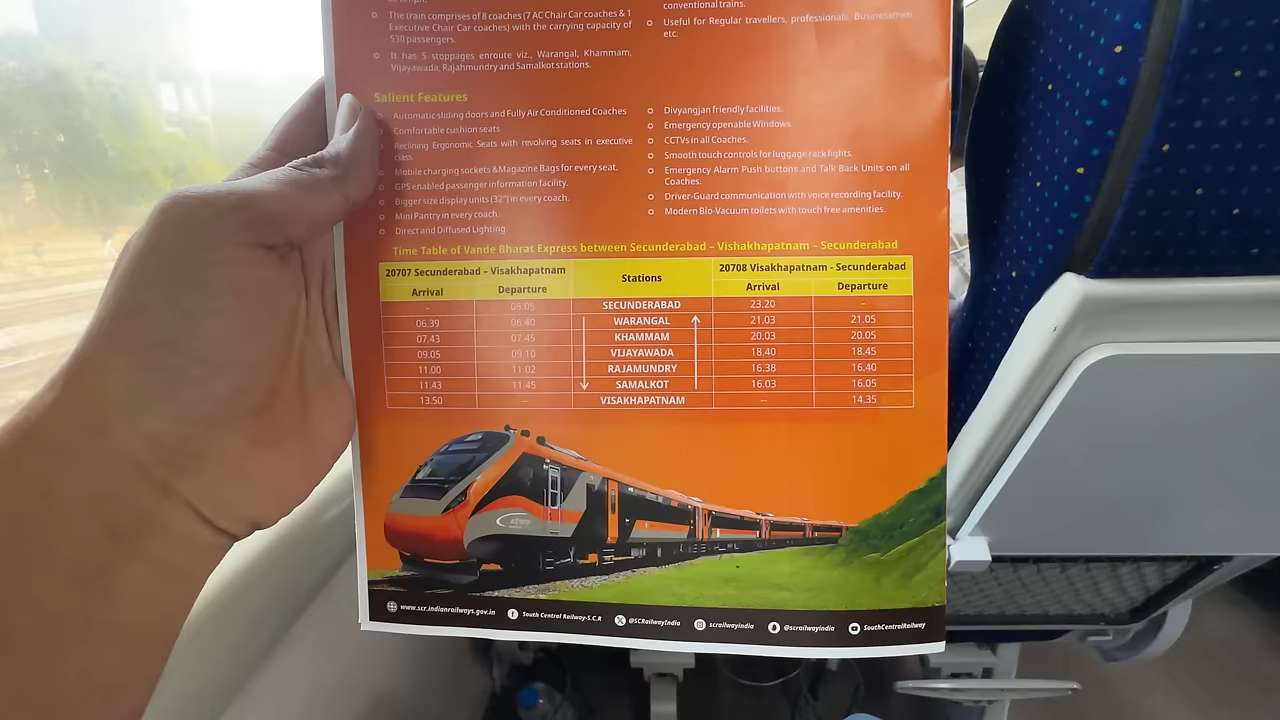 The train comprises of 8 coaches (7 AC Chair Car coaches & 1
Executive Chair Car coaches) with the carrying capacity of
530 passengers.
It has 5 stoppages enroute viz., Warangal, Khammam,
Vijayawada, Rajahmundry and Samalkot stations.
conventional trains.
Useful for Regular travellers, professionals, Businessmen
etc.
Salient Features
Automatic sliding doors and Fully Air Conditioned Coaches
Comfortable cushion seats
Reclining Ergonomic Seats with revolving seats in executive
class
Mobile charging sockets &Magazine Bags for every seat.
GPS enabled passenger information facility.
Bigger size display units (32") in every coach.
Mini Pantry in every coach.
Direct and Diffused Lighting
Divyangjan friendly facilities.
Emergency openable Windows.
CCTVs in all Coaches.
Smooth touch controls for luggage rack lights.
Emergency Alarm Push buttons and Talk Back Units on all
Coaches.
Driver-Guard communication with voice recording facility.
Modern Bio-Vacuum toilets with touch free amenities.
Time Table of Vande Bharat Express between Secunderabad – Vishakhapatnam – Secunderabad
20707 Secunderabad – Visakhapatnam Stations 20708 Visakhapatnam - Secunderabad
Arrival Departure Arrival Departure
- 05.05 SECUNDERABAD 23.20 –
06.39 06.40 WARANGAL 21.03 21.05
07.43 07.45 KHAMMAM 20.03 20.05
09.05 09.10 VIJAYAWADA 18.40 18.45
11.00 11.02 RAJAMUNDRY 16.38 16.40
11.43 11.45 SAMALKOT 16.03 16.05
13.50 – VISAKHAPATNAM – 14.35
www.scr.indianrailways.gov.in South Central Railway-S.C.R @SCRailwayIndia scrailwayindia @scrailwayindia SouthCentralRailway